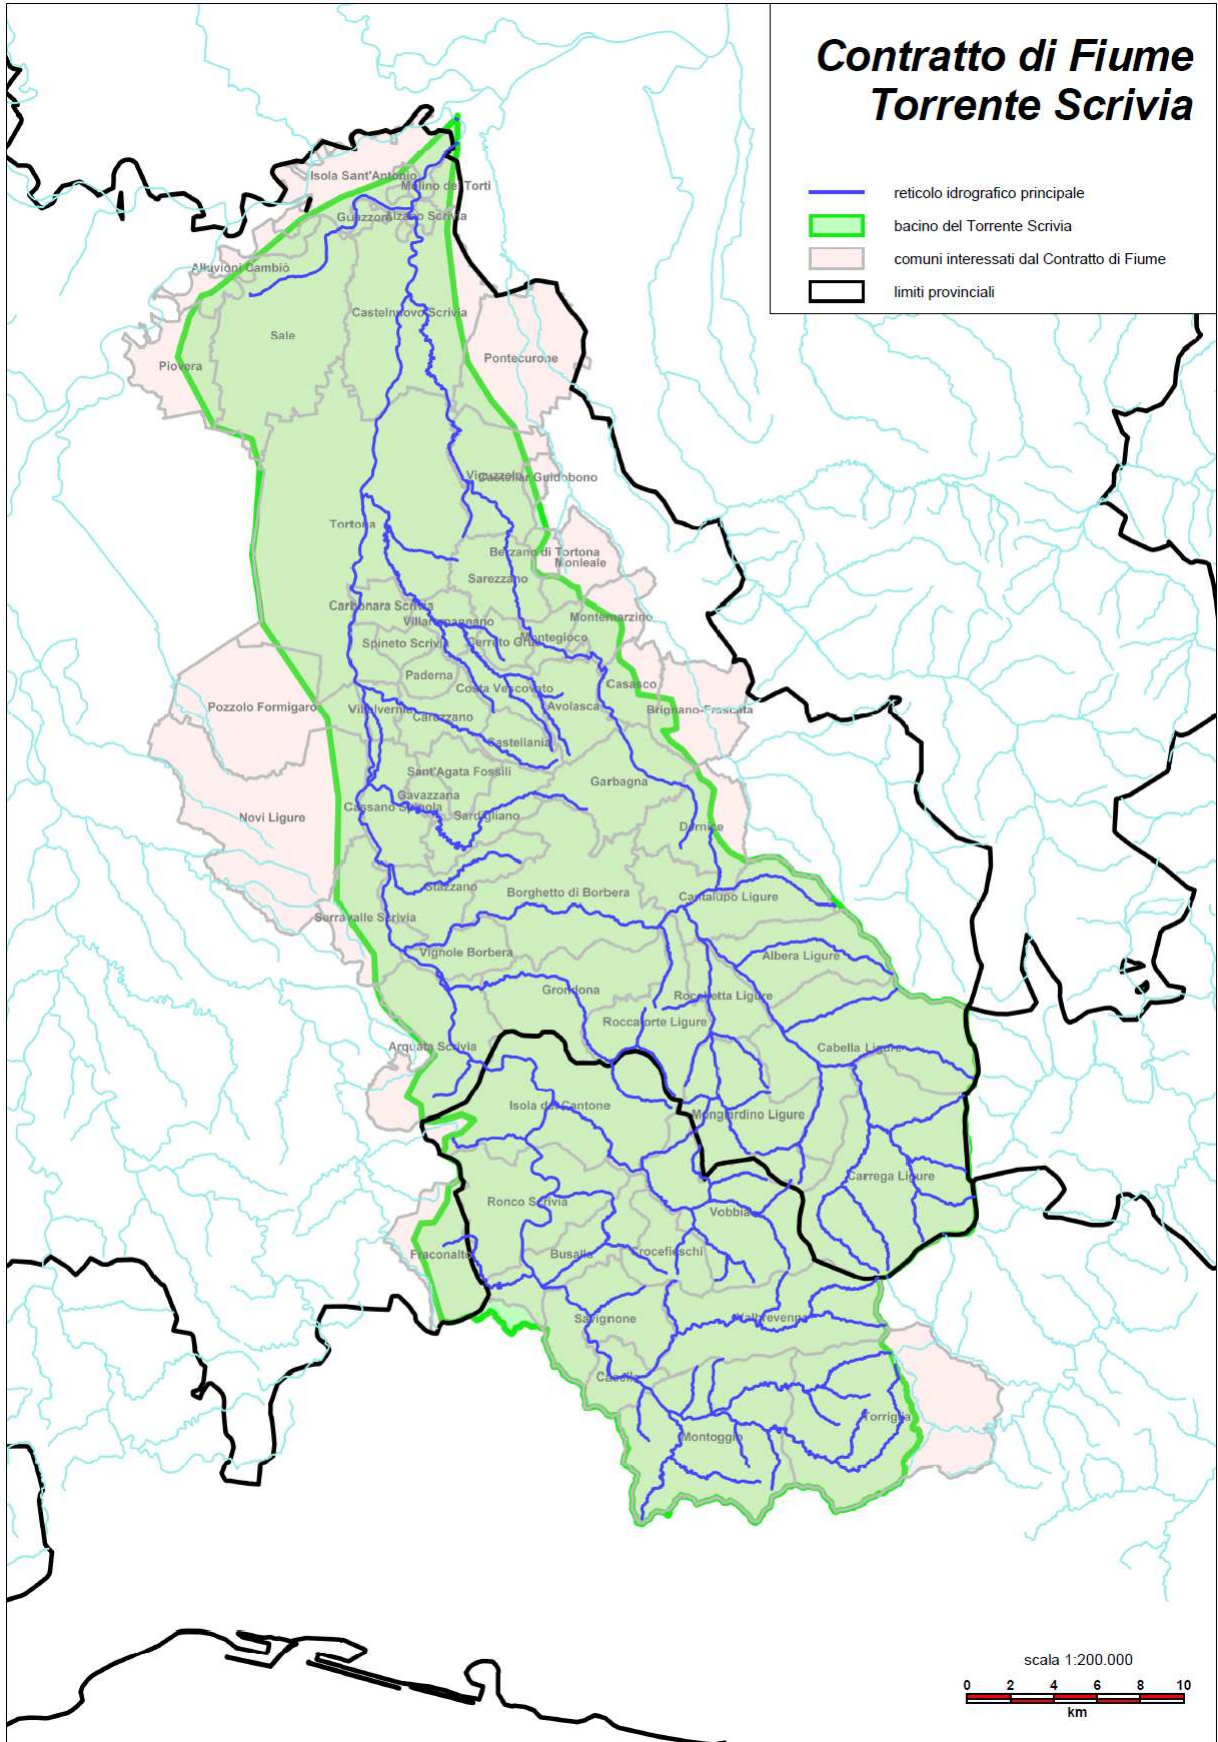 Contratto di Fiume
Torrente Scrivia
reticolo idrografico principale
bacino del Torrente Scrivia
comuni interessati dal Contratto di Fiume
limiti provinciali
Isola Sant'Antonio
Molino dei Torti
Guazzora
Alzano Scrivia
Alluvioni Cambiò
Castelnuovo Scrivia
Sale
Pontecurone
Piovera
Viguzzolo
Castellar Guidobono
Tortona
Berzano di Tortona
Monleale
Sarezzano
Carbonara Scrivia
Montemarzino
Villaromagnano
Montegioco
Spineto Scrivia
Cerreto Grue
Paderna
Casasco
Costa Vescovato
Pozzolo Formigaro
Villalvernia
Avolasca
Brignano-Frascata
Carezzano
Castellania
Sant'Agata Fossili
Garbagna
Gavazzana
Cassano Spinola
Sardigliano
Novi Ligure
Dernice
Stazzano
Borghetto di Borbera
Cantalupo Ligure
Serravalle Scrivia
Vignole Borbera
Albera Ligure
Grondona
Rocchetta Ligure
Roccaforte Ligure
Arquata Scrivia
Cabella Ligure
Isola del Cantone
Mongiardino Ligure
Carrega Ligure
Ronco Scrivia
Vobbia
Fraconalto
Busalla
Crocefieschi
Savignone
Valbrevenna
Casella
Torriglia
Montoggio
scala 1:200.000
0 2 4 6 8 10
km